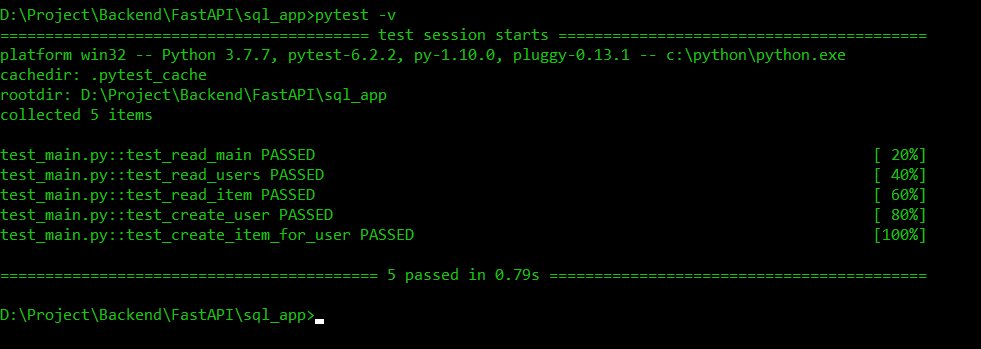 D:\Project\Backend\FastAPI\sql_app>pytest -v
========================================= test session starts =========================================
platform win32 -- Python 3.7.7, pytest-6.2.2, py-1.10.0, pluggy-0.13.1 -- c:\python\python.exe
cachedir: .pytest_cache
rootdir: D:\Project\Backend\FastAPI\sql_app
collected 5 items

test_main.py::test_read_main PASSED                                                              [ 20%]
test_main.py::test_read_users PASSED                                                             [ 40%]
test_main.py::test_read_item PASSED                                                              [ 60%]
test_main.py::test_create_user PASSED                                                            [ 80%]
test_main.py::test_create_item_for_user PASSED                                                   [100%]

========================================== 5 passed in 0.79s ==========================================

D:\Project\Backend\FastAPI\sql_app>